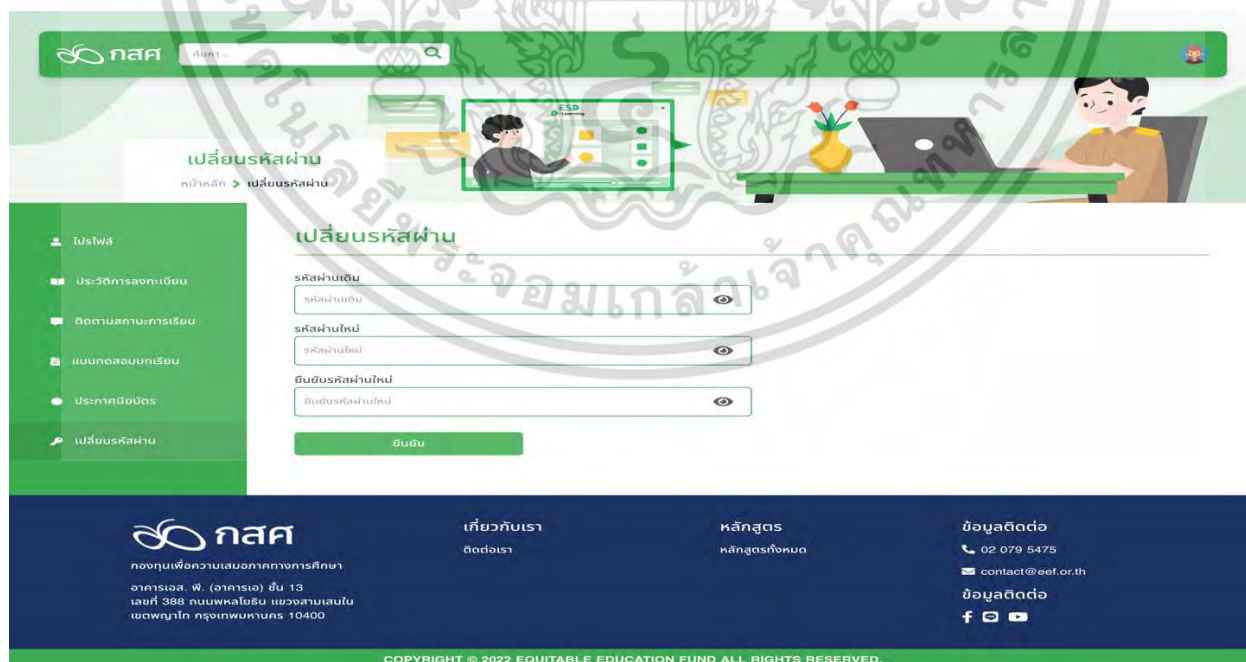 กสศ
ค้นหา...
ESD
e-Learning
เปลี่ยนรหัสผ่าน
หน้าหลัก > เปลี่ยนรหัสผ่าน
โปรไฟล์
ประวัติการลงทะเบียน
ติดตามสถานะการเรียน
แบบทดสอบบทเรียน
ประกาศนียบัตร
เปลี่ยนรหัสผ่าน
เปลี่ยนรหัสผ่าน
รหัสผ่านเดิม
รหัสผ่านเดิม
รหัสผ่านใหม่
รหัสผ่านใหม่
ยืนยันรหัสผ่านใหม่
ยืนยันรหัสผ่านใหม่
ยืนยัน
กสศ
กองทุนเพื่อความเสมอภาคทางการศึกษา
อาคารเอส. พี. (อาคารเอ) ชั้น 13
เลขที่ 388 ถนนพหลโยธิน แขวงสามเสนใน
เขตพญาไท กรุงเทพมหานคร 10400
เกี่ยวกับเรา
ติดต่อเรา
หลักสูตร
หลักสูตรทั้งหมด
ข้อมูลติดต่อ
02 079 5475
contact@eef.or.th
ข้อมูลติดต่อ
COPYRIGHT © 2022 EQUITABLE EDUCATION FUND ALL RIGHTS RESERVED.